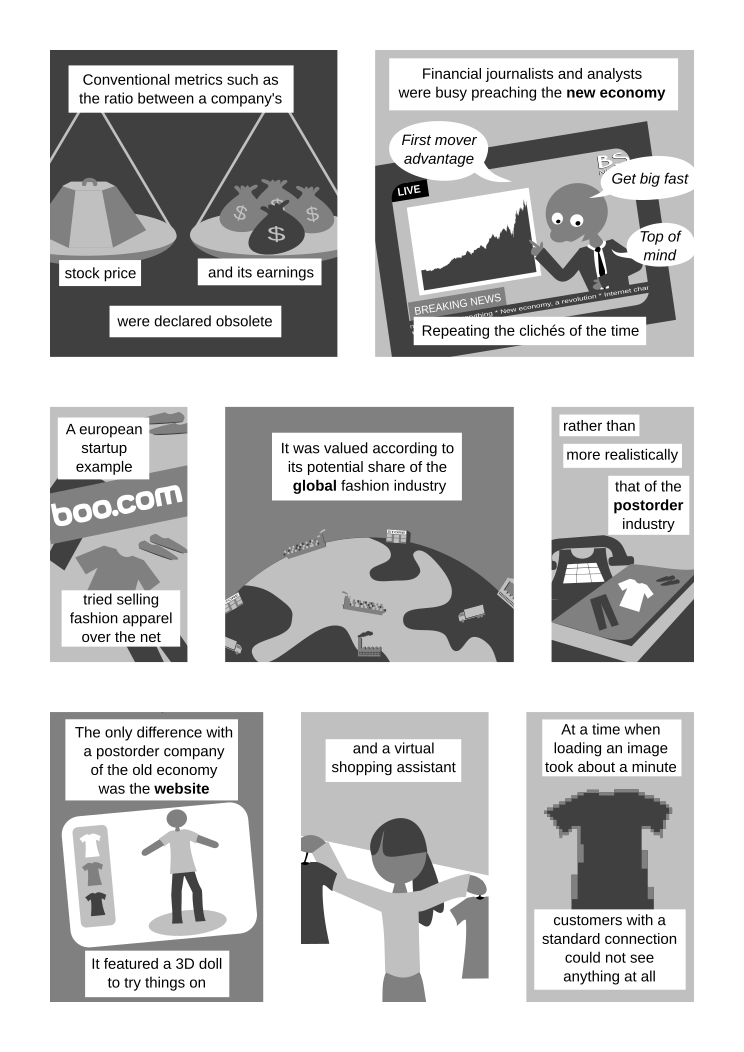 Conventional metrics such as
the ratio between a company's
$ $ $
$
stock price
and its earnings
were declared obsolete
Financial journalists and analysts
were busy preaching the new economy
First mover
advantage
BS
Get big fast
LIVE
Top of
mind
BREAKING NEWS
* New economy, a revolution * Internet
Repeating the clichés of the time
A european
startup
example
boo.com
tried selling
fashion apparel
over the net
It was valued according to
its potential share of the
global fashion industry
rather than
more realistically
that of the
postorder
industry
The only difference with
a postorder company
of the old economy
was the website
It featured a 3D doll
to try things on
and a virtual
shopping assistant
At a time when
loading an image
took about a minute
customers with a
standard connection
could not see
anything at all